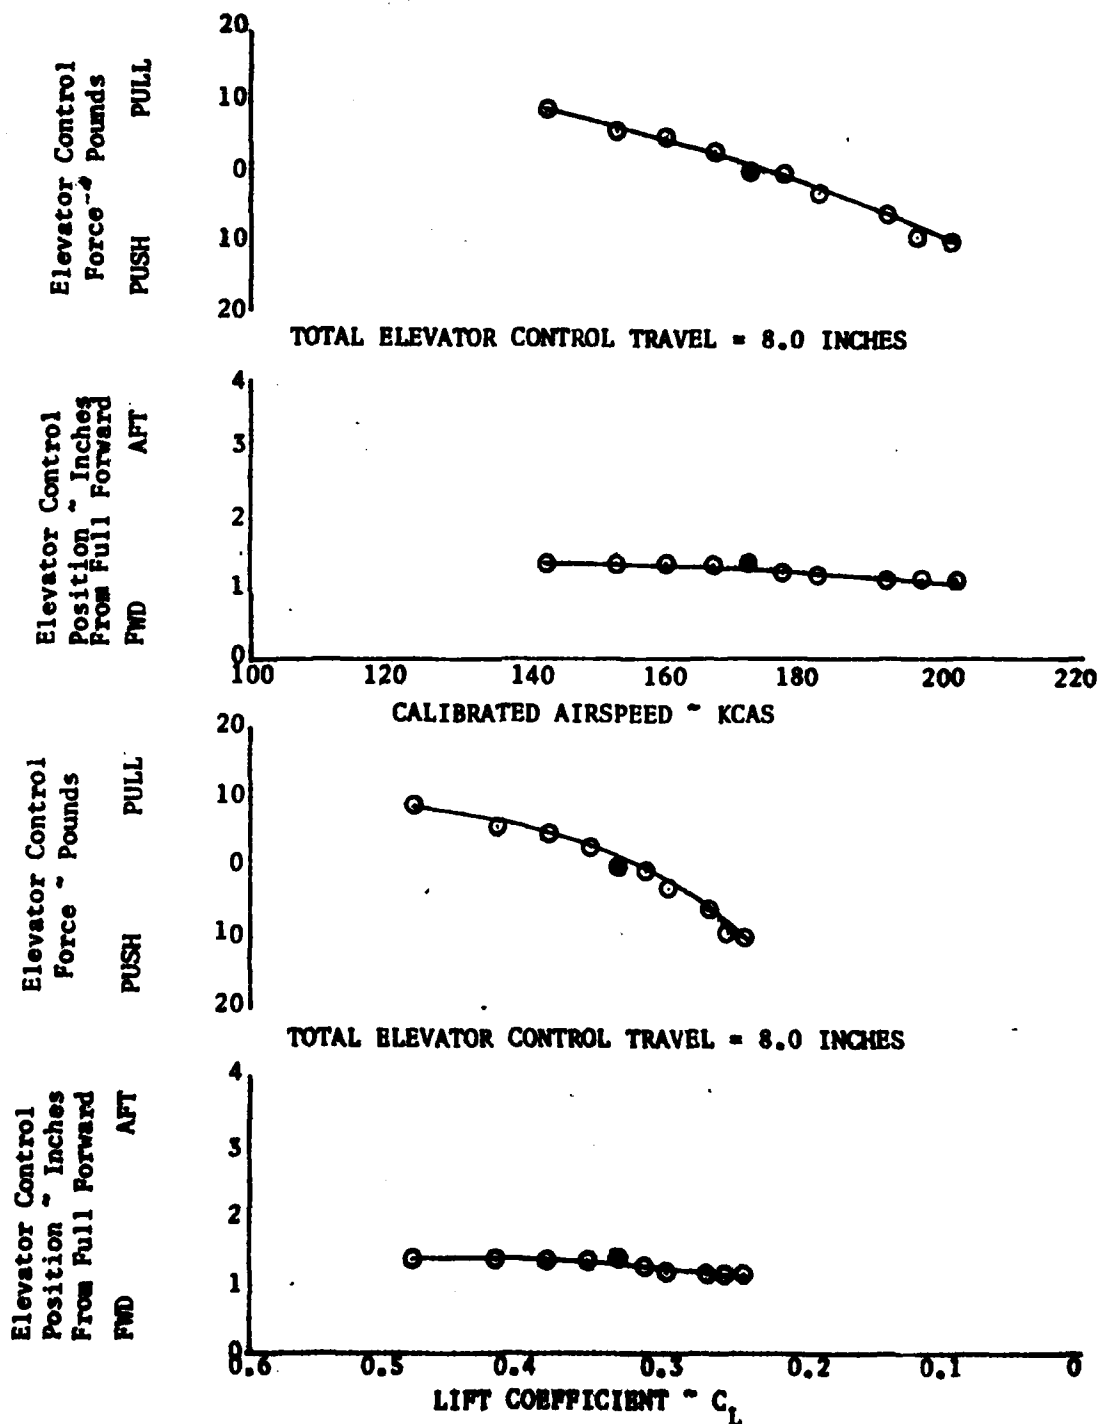 Elevator Control
Force ~ Pounds
PUSH PULL
20
10
0
10
20
TOTAL ELEVATOR CONTROL TRAVEL = 8.0 INCHES
Elevator Control
Position ~ Inches
From Full Forward
FWD AFT
4
3
2
1
0
100 120 140 160 180 200 220
CALIBRATED AIRSPEED ~ KCAS
Elevator Control
Force ~ Pounds
PUSH PULL
20
10
0
10
20
TOTAL ELEVATOR CONTROL TRAVEL = 8.0 INCHES
Elevator Control
Position ~ Inches
From Full Forward
FWD AFT
4
3
2
1
0
0.6 0.5 0.4 0.3 0.2 0.1 0
LIFT COEFFICIENT ~ C_L